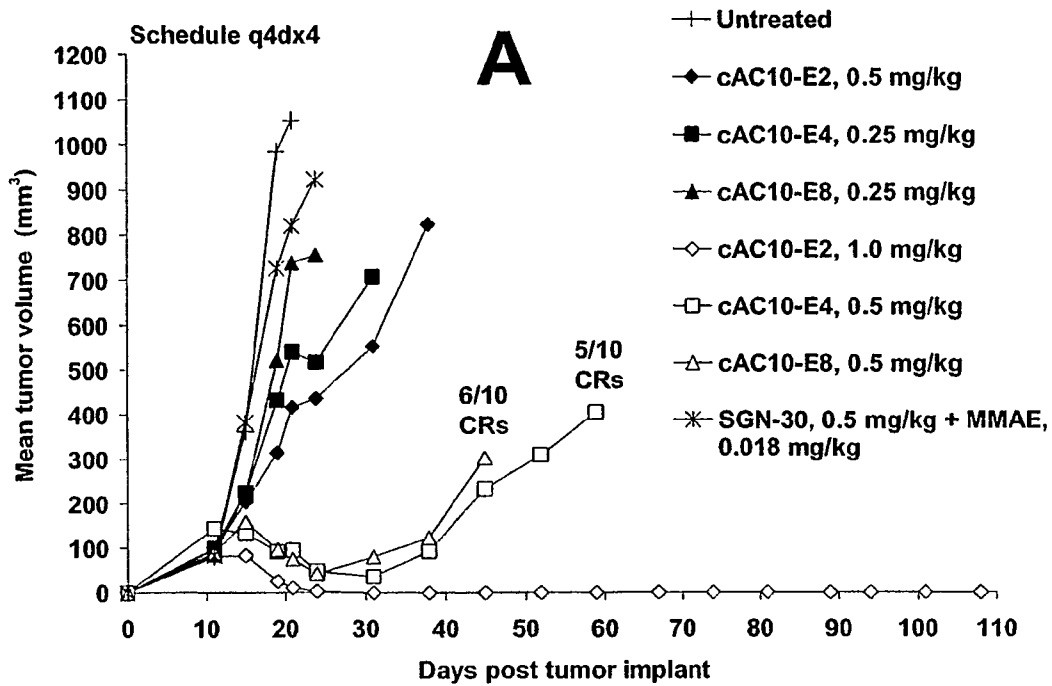 Schedule q4dx4
A
1200
1100
1000
900
800
700
600
500
400
300
200
100
0
Mean tumor volume (mm³)
0 10 20 30 40 50 60 70 80 90 100 110
Days post tumor implant
6/10
CRs
5/10
CRs
Untreated
cAC10-E2, 0.5 mg/kg
cAC10-E4, 0.25 mg/kg
cAC10-E8, 0.25 mg/kg
cAC10-E2, 1.0 mg/kg
cAC10-E4, 0.5 mg/kg
cAC10-E8, 0.5 mg/kg
SGN-30, 0.5 mg/kg + MMAE,
0.018 mg/kg